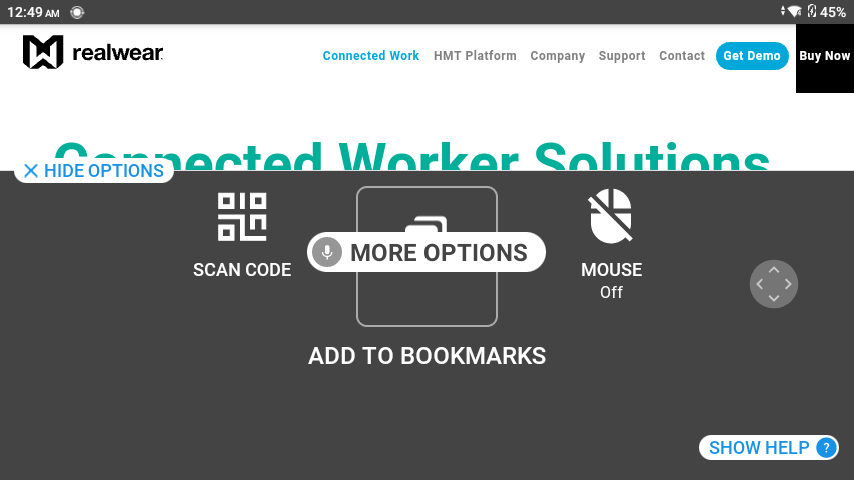 12:49 AM
45%
realwear
Connected Work HMT Platform Company Support Contact Get Demo Buy Now
Connected Worker Solutions
HIDE OPTIONS
MORE OPTIONS
SCAN CODE
MOUSE
Off
ADD TO BOOKMARKS
SHOW HELP ?